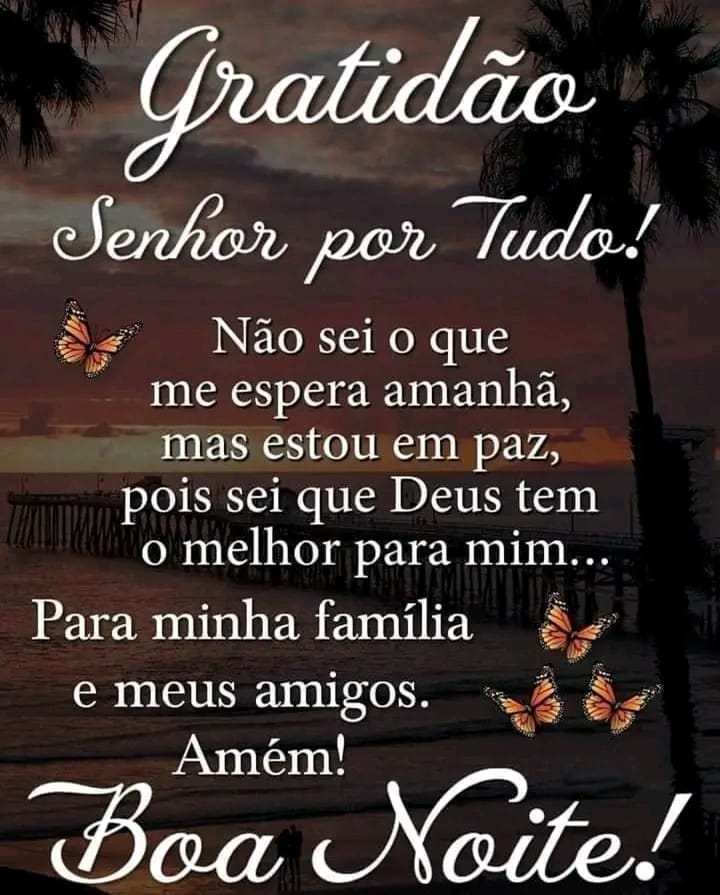 Gratidão
Senhor por Tudo!
Não sei o que
me espera amanhã,
mas estou em paz,
pois sei que Deus tem
o melhor para mim...
Para minha família
e meus amigos.
Amém!
Boa Noite!